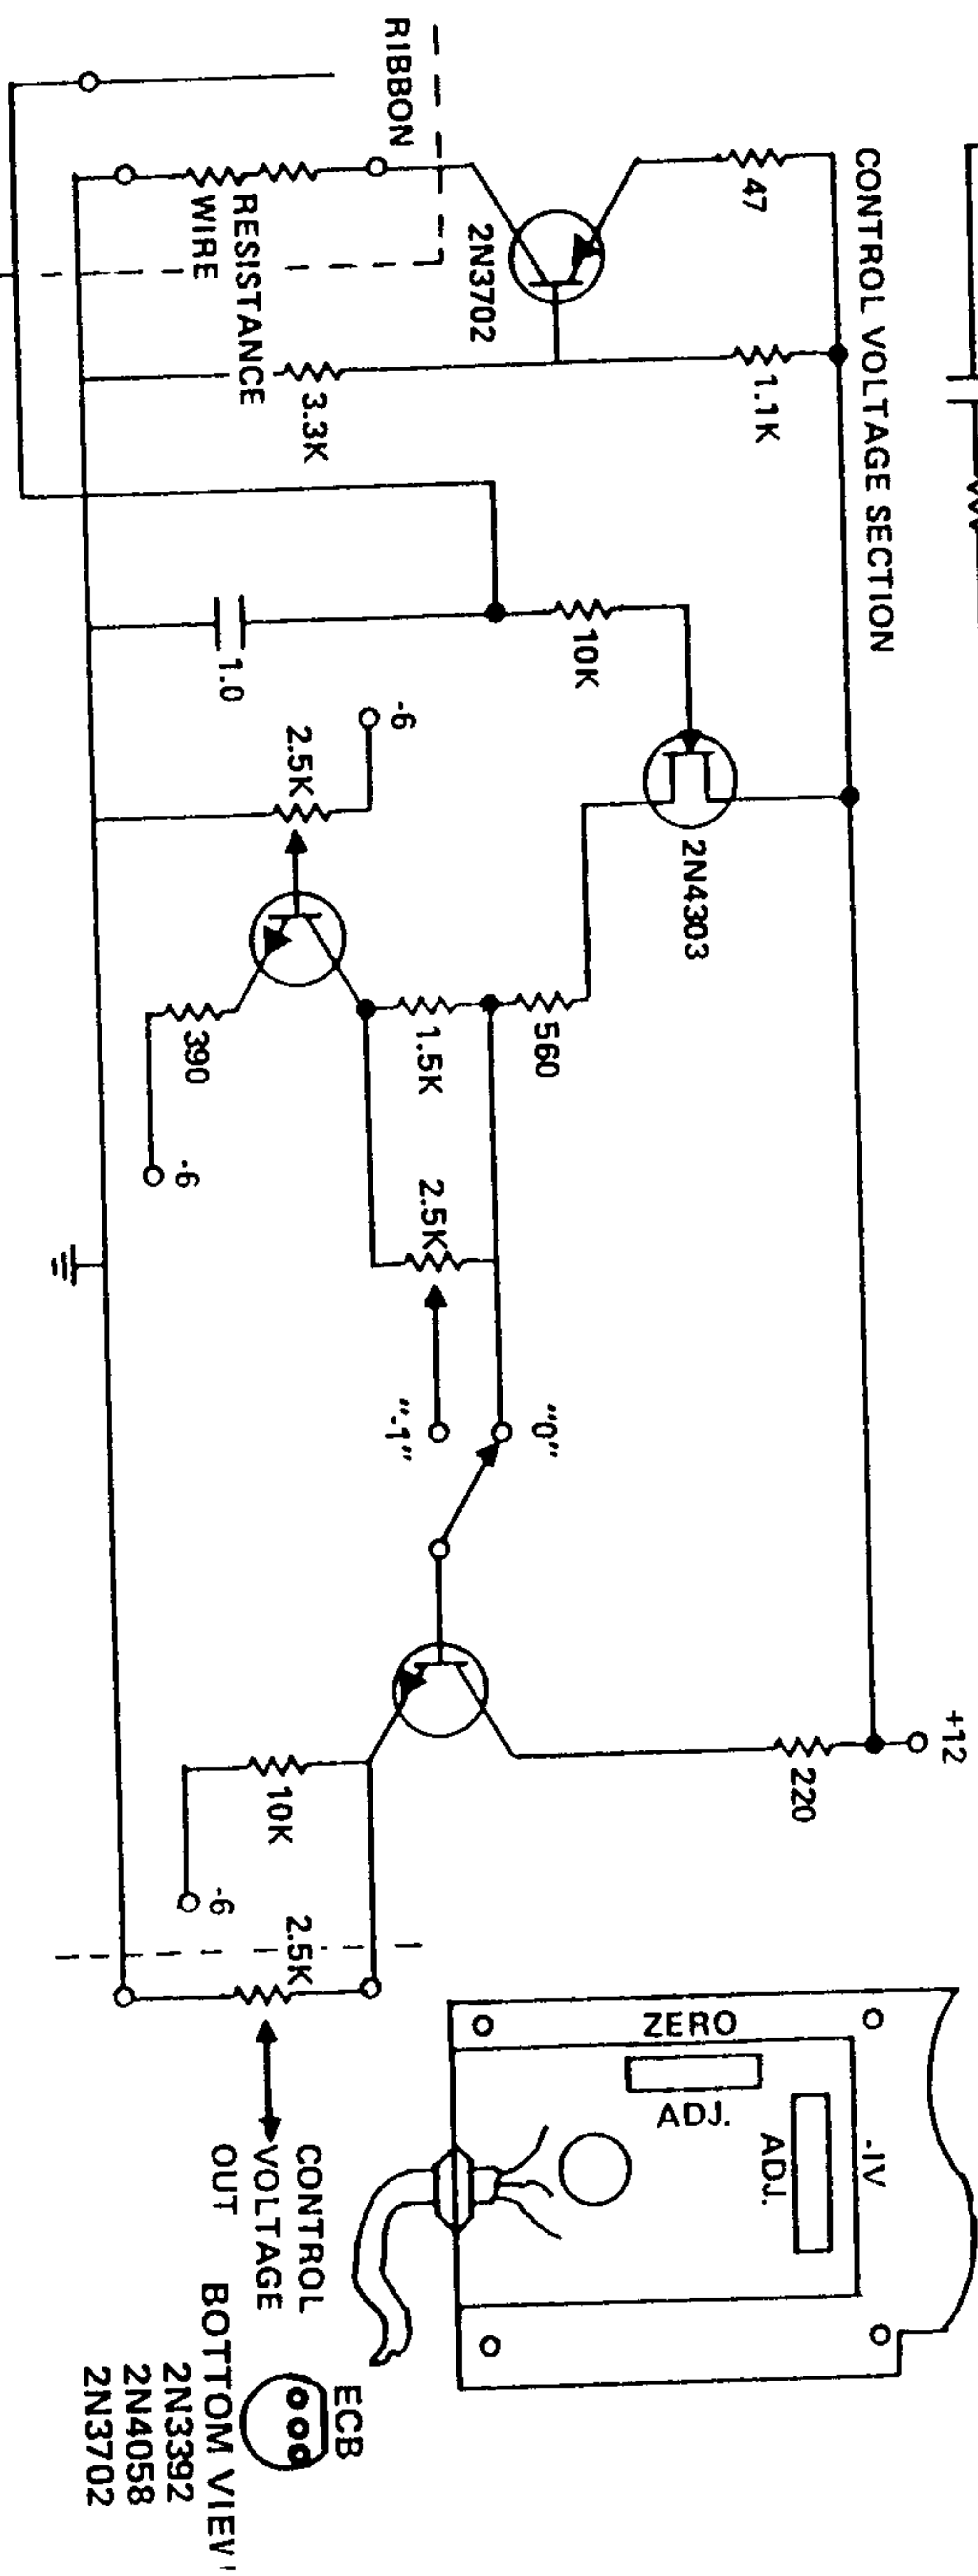 CONTROL VOLTAGE SECTION
+12
47
1.1K
220
2N3702
RIBBON
RESISTANCE
WIRE
3.3K
10K
2N4303
1.0
-6
2.5K
560
1.5K
2.5K
390
-6
"0"
"-1"
10K
-6
2.5K
CONTROL
VOLTAGE
OUT
-1V
ADJ.
ZERO
ADJ.
ECB
BOTTOM VIEW
2N3392
2N4058
2N3702